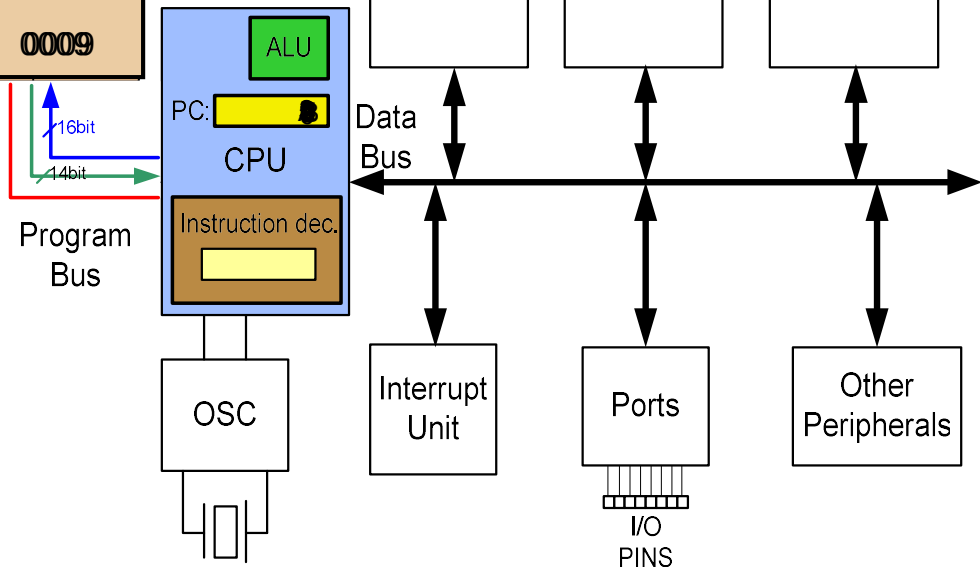 0009
ALU
PC:
16bit
14bit
CPU
Data
Bus
Program
Bus
Instruction dec.
OSC
Interrupt
Unit
Ports
Other
Peripherals
I/O
PINS